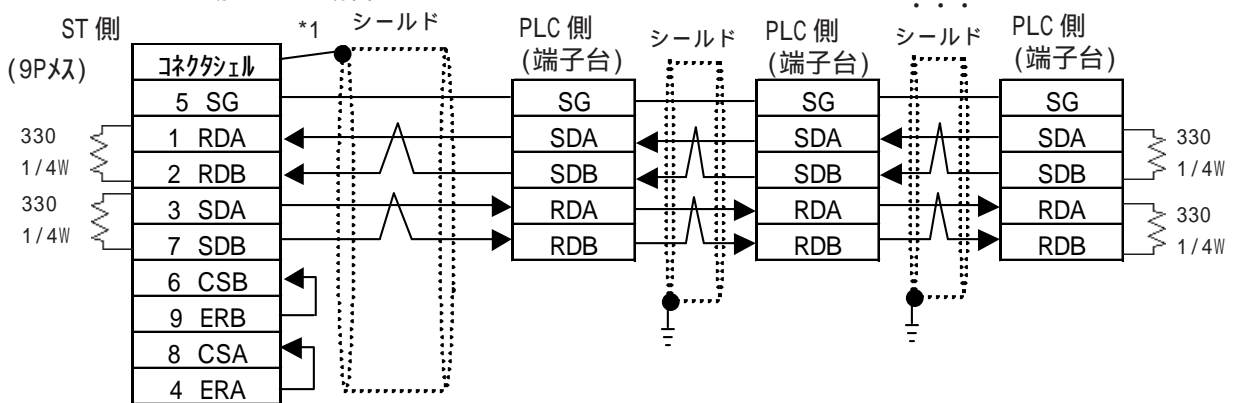 ST 側
(9Pメス)
*1
シールド
コネクタシェル
5 SG
1 RDA
2 RDB
3 SDA
7 SDB
6 CSB
9 ERB
8 CSA
4 ERA
330
1/4W
330
1/4W
PLC 側
(端子台)
SG
SDA
SDB
RDA
RDB
シールド
PLC 側
(端子台)
SG
SDA
SDB
RDA
RDB
・・・
シールド
PLC 側
(端子台)
SG
SDA
SDB
RDA
RDB
330
1/4W
330
1/4W